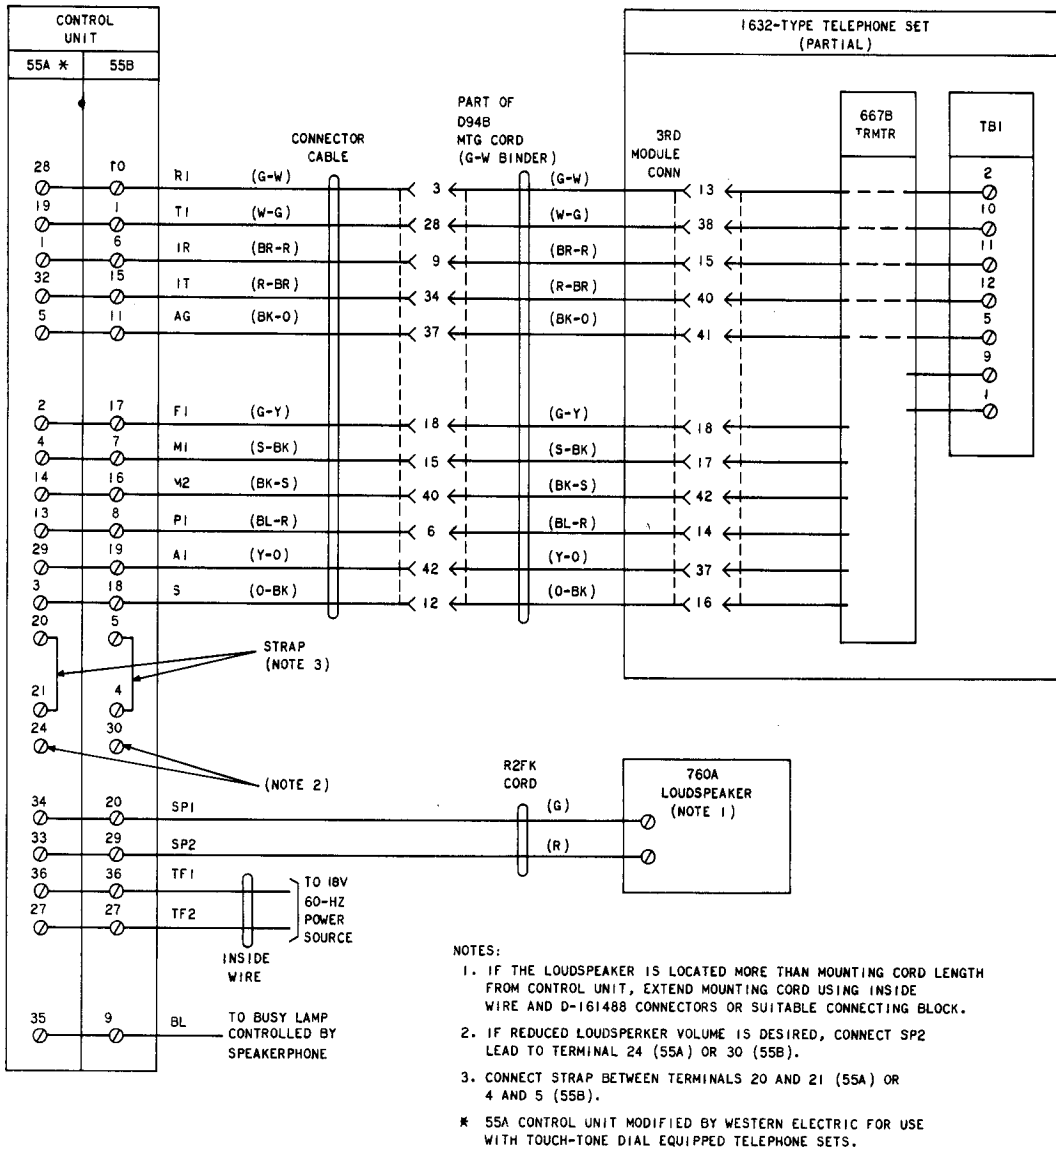 CONTROL
UNIT
55A * 55B
1632-TYPE TELEPHONE SET
(PARTIAL)
667B
TRMTR
TB1
CONNECTOR
CABLE
PART OF
D94B
MTG CORD
(G-W BINDER)
3RD
MODULE
CONN
28 10 R1 (G-W) 3 (G-W) 13 2
19 1 T1 (W-G) 28 (W-G) 38 10
1 6 1R (BR-R) 9 (BR-R) 15 11
32 15 1T (R-BR) 34 (R-BR) 40 12
5 11 AG (BK-O) 37 (BK-O) 41 5
9
1
2 17 F1 (G-Y) 18 (G-Y) 18
4 7 M1 (S-BK) 15 (S-BK) 17
14 16 M2 (BK-S) 40 (BK-S) 42
13 8 P1 (BL-R) 6 (BL-R) 14
29 19 A1 (Y-O) 42 (Y-O) 37
3 18 S (O-BK) 12 (O-BK) 16
20 5
STRAP
(NOTE 3)
21 4
24 30
(NOTE 2)
R2FK
CORD
760A
LOUDSPEAKER
(NOTE 1)
34 20 SP1 (G)
33 29 SP2 (R)
36 36 TF1
27 27 TF2
TO 18V
60-HZ
POWER
SOURCE
INSIDE
WIRE
35 9 BL
TO BUSY LAMP
CONTROLLED BY
SPEAKERPHONE
NOTES:
1. IF THE LOUDSPEAKER IS LOCATED MORE THAN MOUNTING CORD LENGTH
FROM CONTROL UNIT, EXTEND MOUNTING CORD USING INSIDE
WIRE AND D-161488 CONNECTORS OR SUITABLE CONNECTING BLOCK.
2. IF REDUCED LOUDSPERKER VOLUME IS DESIRED, CONNECT SP2
LEAD TO TERMINAL 24 (55A) OR 30 (55B).
3. CONNECT STRAP BETWEEN TERMINALS 20 AND 21 (55A) OR
4 AND 5 (55B).
* 55A CONTROL UNIT MODIFIED BY WESTERN ELECTRIC FOR USE
WITH TOUCH-TONE DIAL EQUIPPED TELEPHONE SETS.